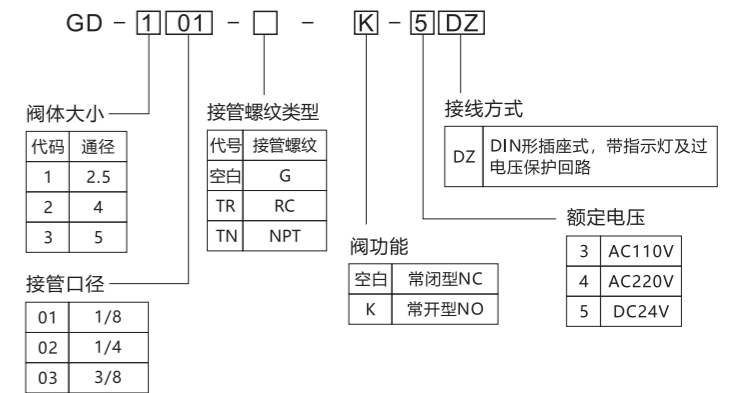 GD - 1 01 - □ - K - 5 DZ
阀体大小
代码 通径
1 2.5
2 4
3 5
接管口径
01 1/8
02 1/4
03 3/8
接管螺纹类型
代号 接管螺纹
空白 G
TR RC
TN NPT
阀功能
空白 常闭型NC
K 常开型NO
接线方式
DZ DIN形插座式，带指示灯及过
电压保护回路
额定电压
3 AC110V
4 AC220V
5 DC24V